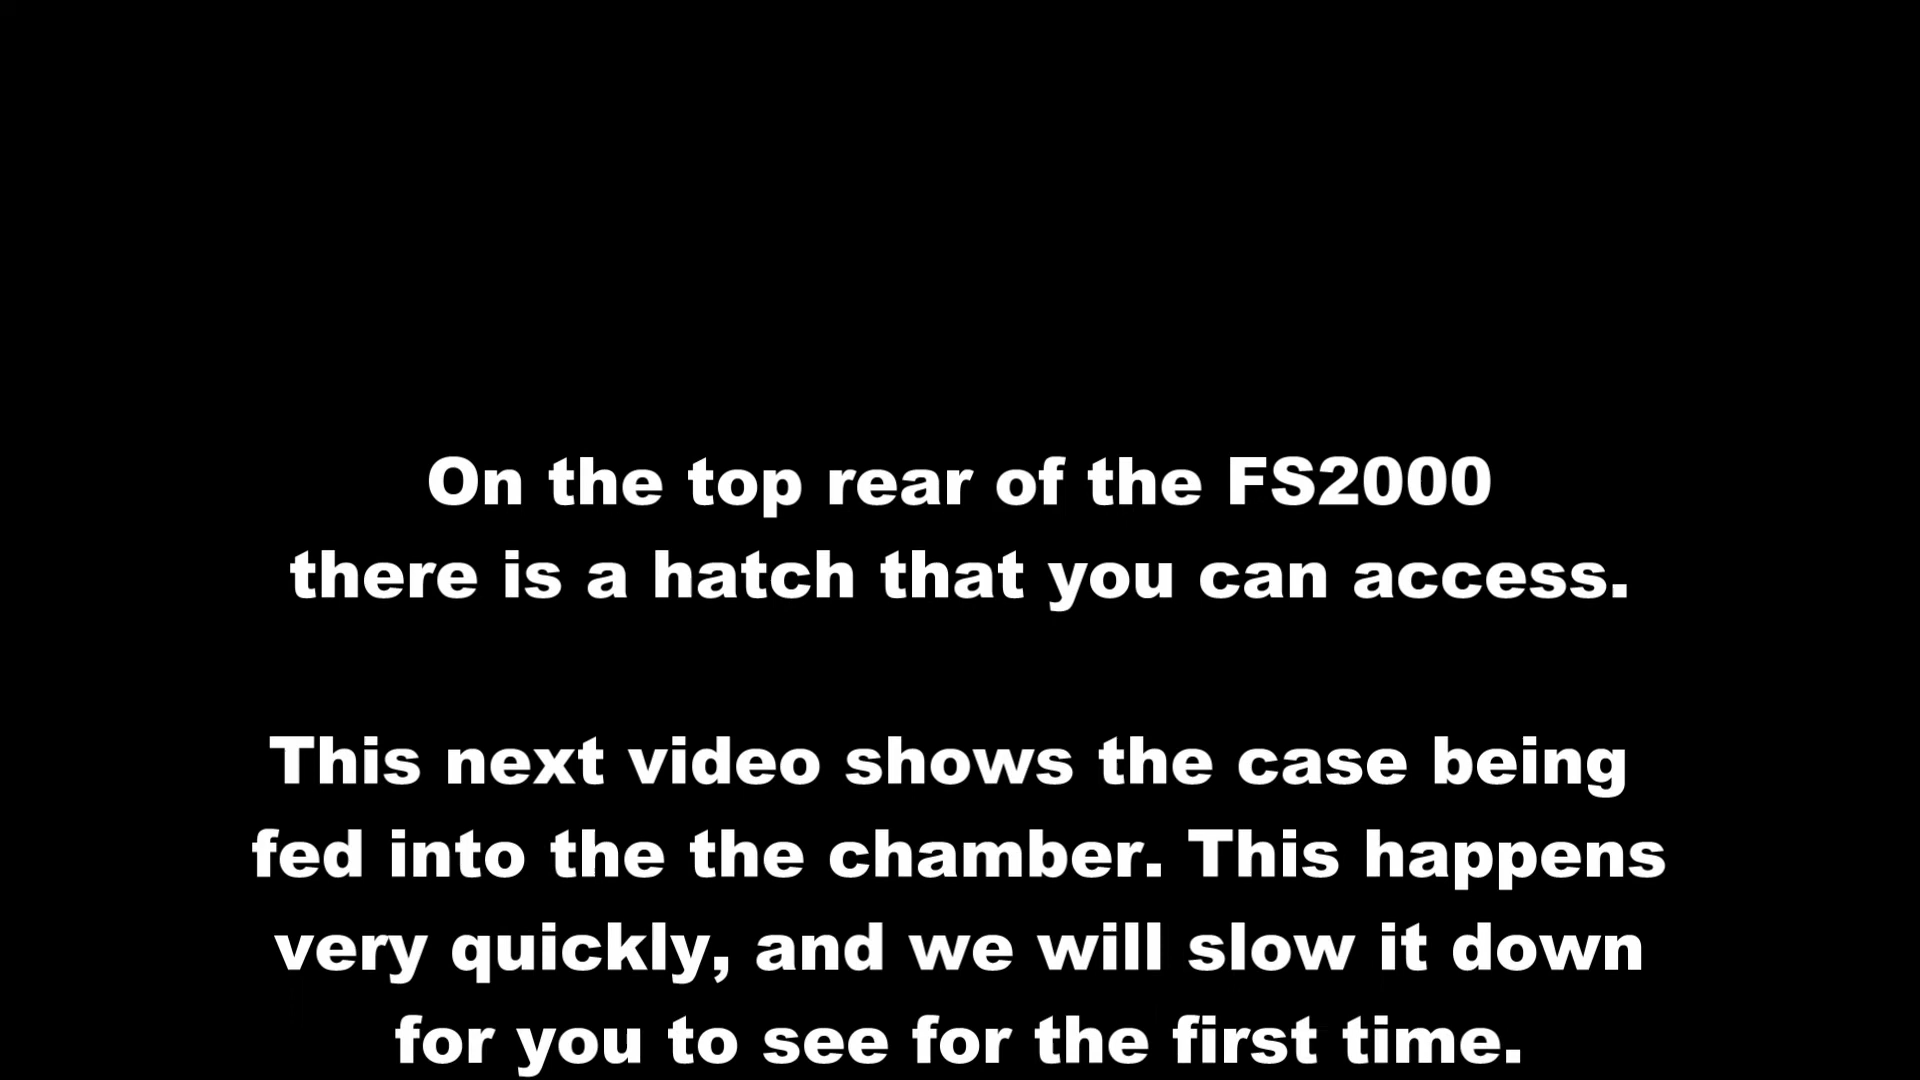 On the top rear of the FS2000
there is a hatch that you can access.
This next video shows the case being
fed into the the chamber. This happens
very quickly, and we will slow it down
for you to see for the first time.